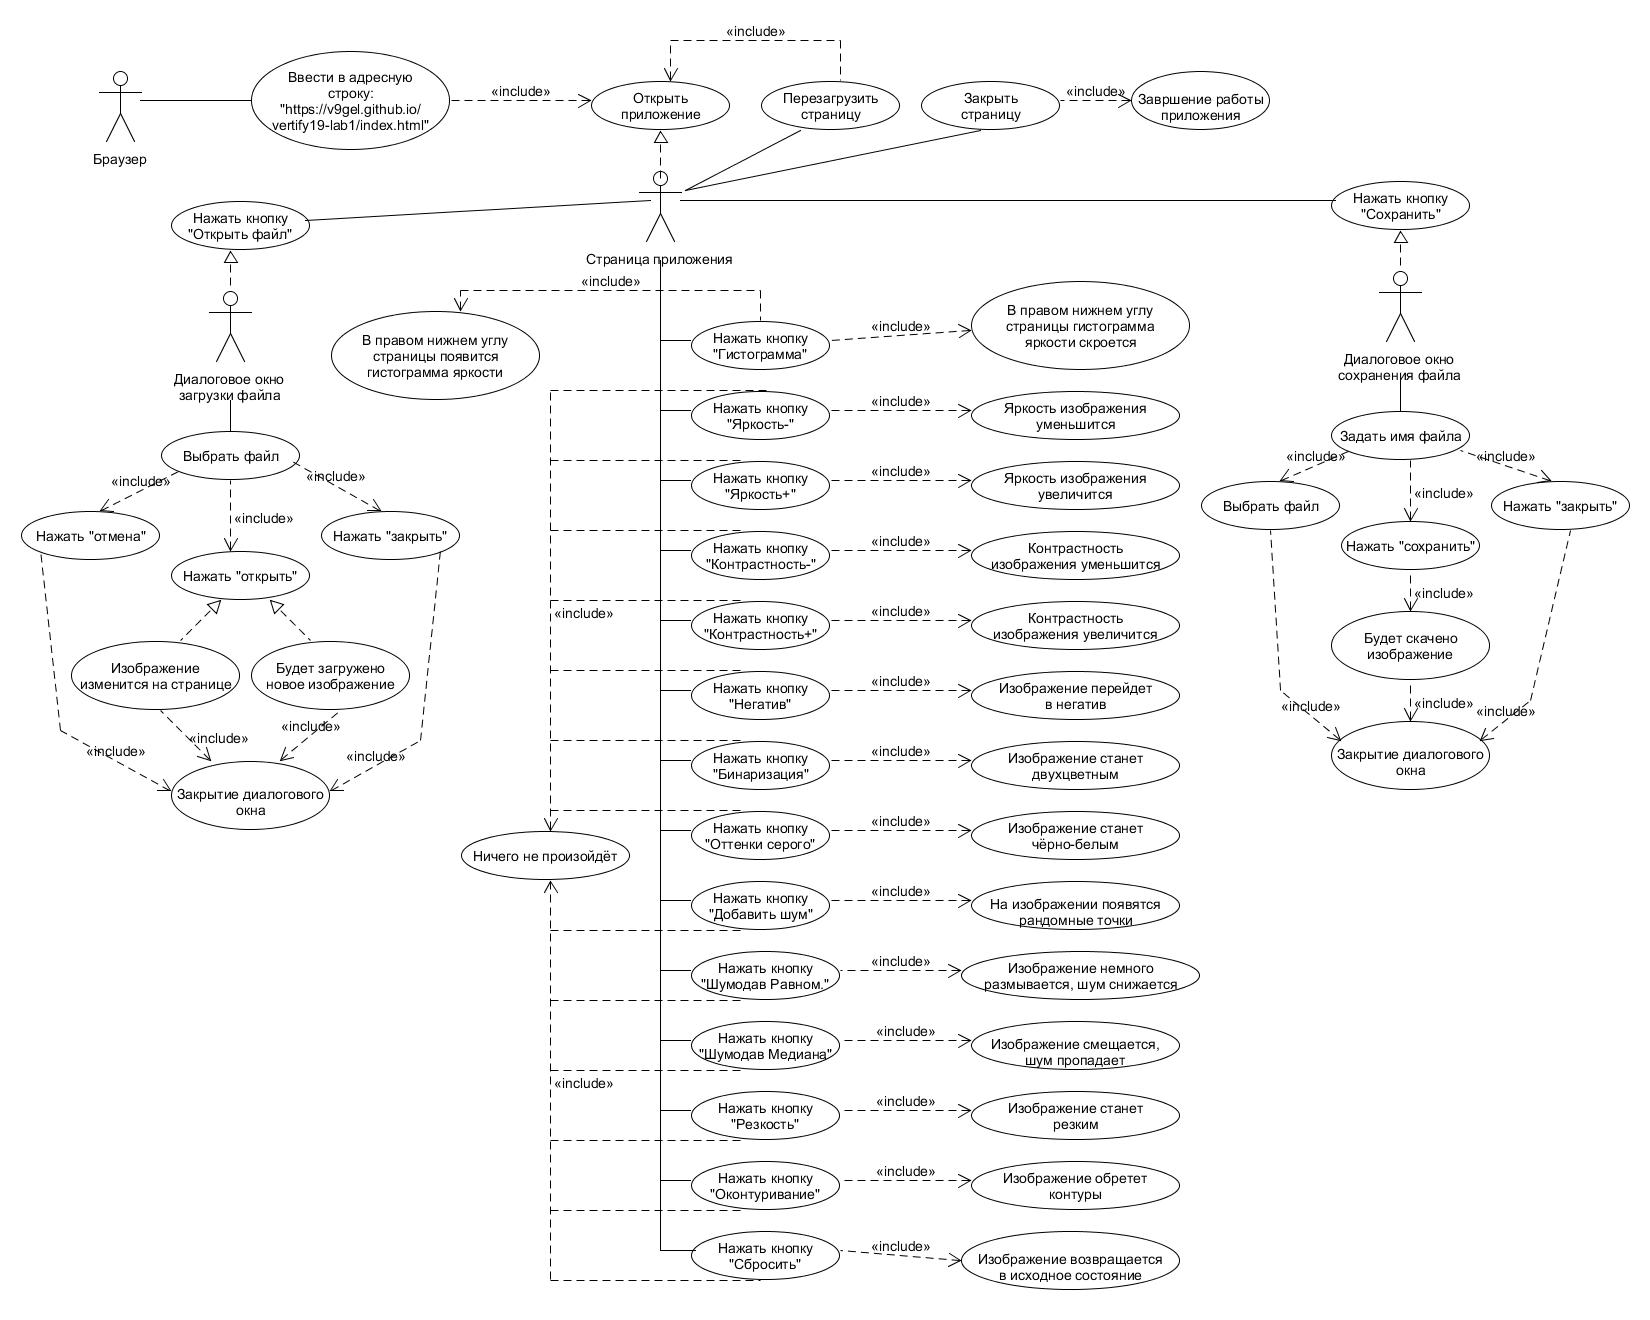 «include»
Ввести в адресную
строку:
"https://v9gel.github.io/
vertify19-lab1/index.html"
«include»
Открыть
приложение
Перезагрузить
страницу
Закрыть
страницу
«include»
Завршение работы
приложения
Браузер
Нажать кнопку
"Открыть файл"
Нажать кнопку
"Сохранить"
Страница приложения
«include»
В правом нижнем углу
страницы появится
гистограмма яркости
Нажать кнопку
"Гистограмма"
«include»
В правом нижнем углу
страницы гистограмма
яркости скроется
Диалоговое окно
загрузки файла
Диалоговое окно
сохранения файла
Нажать кнопку
"Яркость-"
«include»
Яркость изображения
уменьшится
Выбрать файл
«include»
«include»
«include»
Нажать "отмена"
Нажать "закрыть"
Нажать "открыть"
Изображение
изменится на странице
Будет загружено
новое изображение
«include»
«include»
«include»
«include»
Закрытие диалогового
окна
Нажать кнопку
"Яркость+"
«include»
Яркость изображения
увеличится
Нажать кнопку
"Контрастность-"
«include»
Контрастность
изображения уменьшится
«include»
Нажать кнопку
"Контрастность+"
«include»
Контрастность
изображения увеличится
Нажать кнопку
"Негатив"
«include»
Изображение перейдет
в негатив
Нажать кнопку
"Бинаризация"
«include»
Изображение станет
двухцветным
Нажать кнопку
"Оттенки серого"
«include»
Изображение станет
чёрно-белым
Ничего не произойдёт
Нажать кнопку
"Добавить шум"
«include»
На изображении появятся
рандомные точки
Нажать кнопку
"Шумодав Равном."
«include»
Изображение немного
размывается, шум снижается
Нажать кнопку
"Шумодав Медиана"
«include»
Изображение смещается,
шум пропадает
«include»
Нажать кнопку
"Резкость"
«include»
Изображение станет
резким
Нажать кнопку
"Оконтуривание"
«include»
Изображение обретет
контуры
Нажать кнопку
"Сбросить"
«include»
Изображение возвращается
в исходное состояние
Задать имя файла
«include»
«include»
«include»
Выбрать файл
Нажать "закрыть"
Нажать "сохранить"
«include»
Будет скачено
изображение
«include»
«include»
«include»
Закрытие диалогового
окна